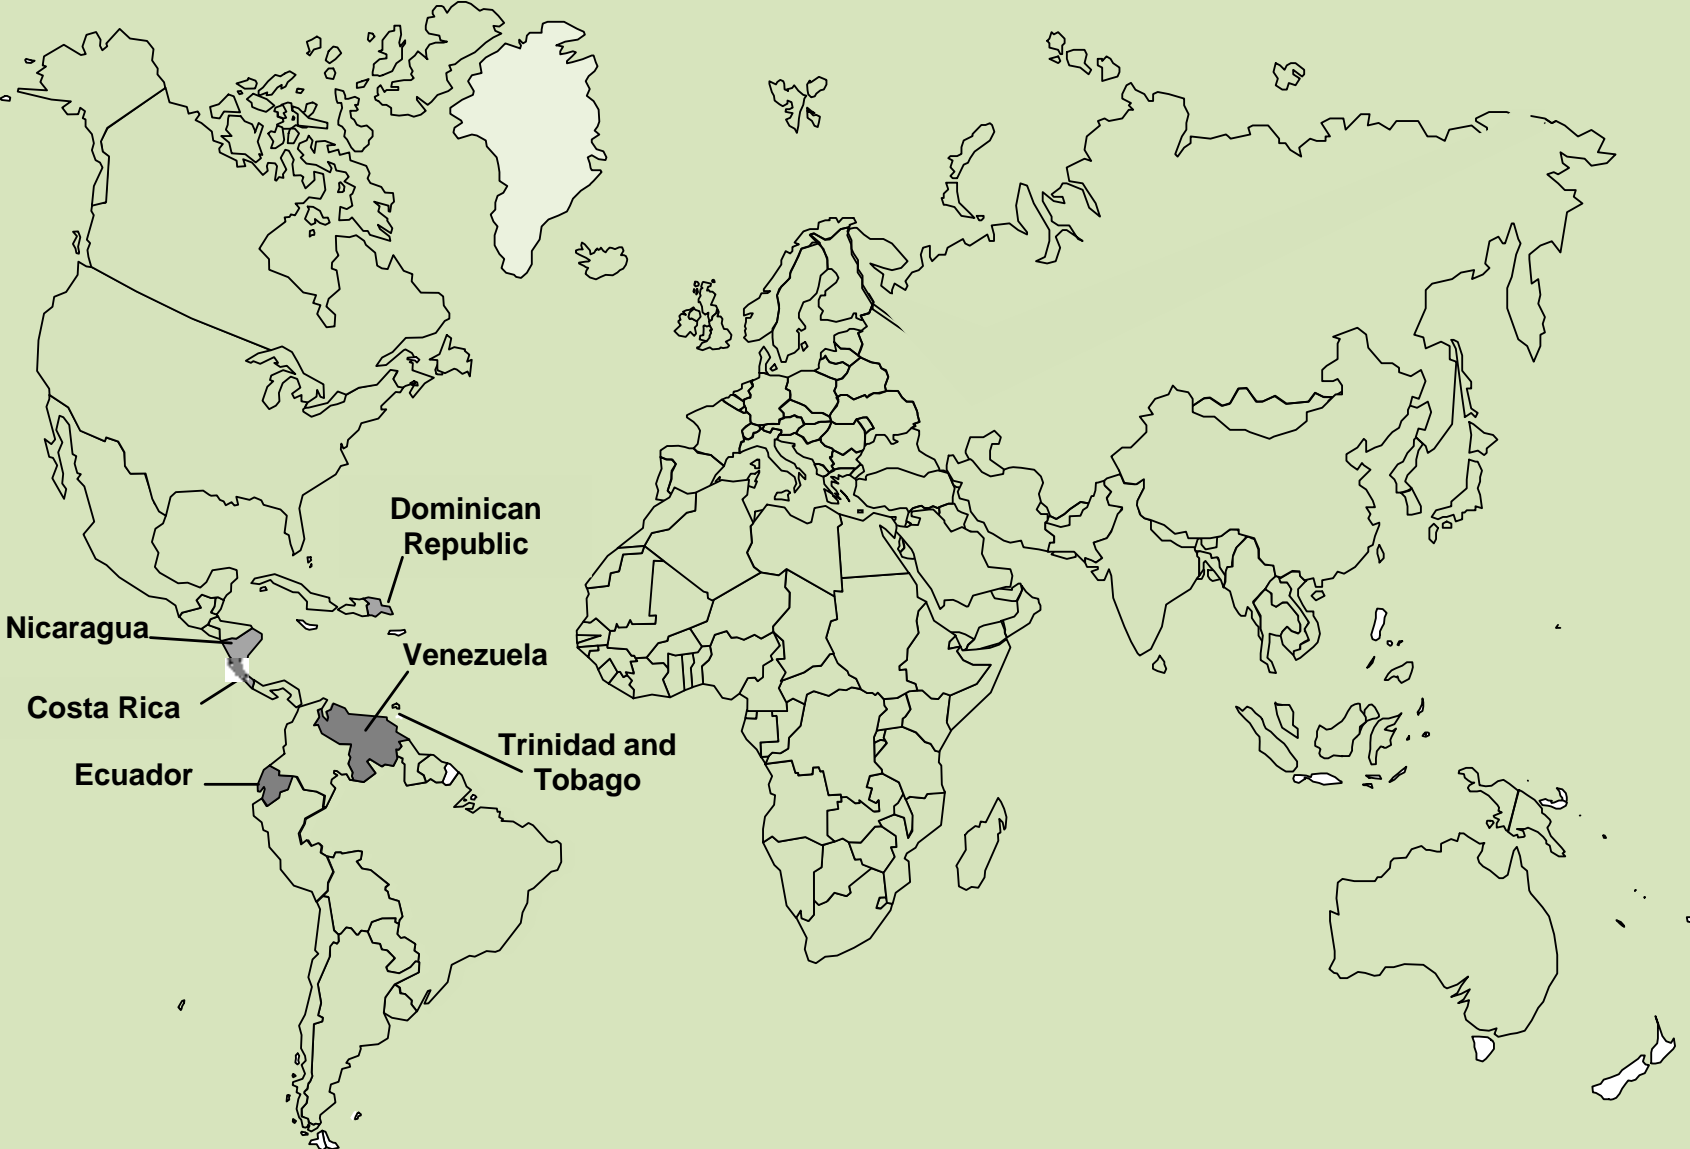 Dominican
Republic
Nicaragua
Venezuela
Costa Rica
Trinidad and
Tobago
Ecuador